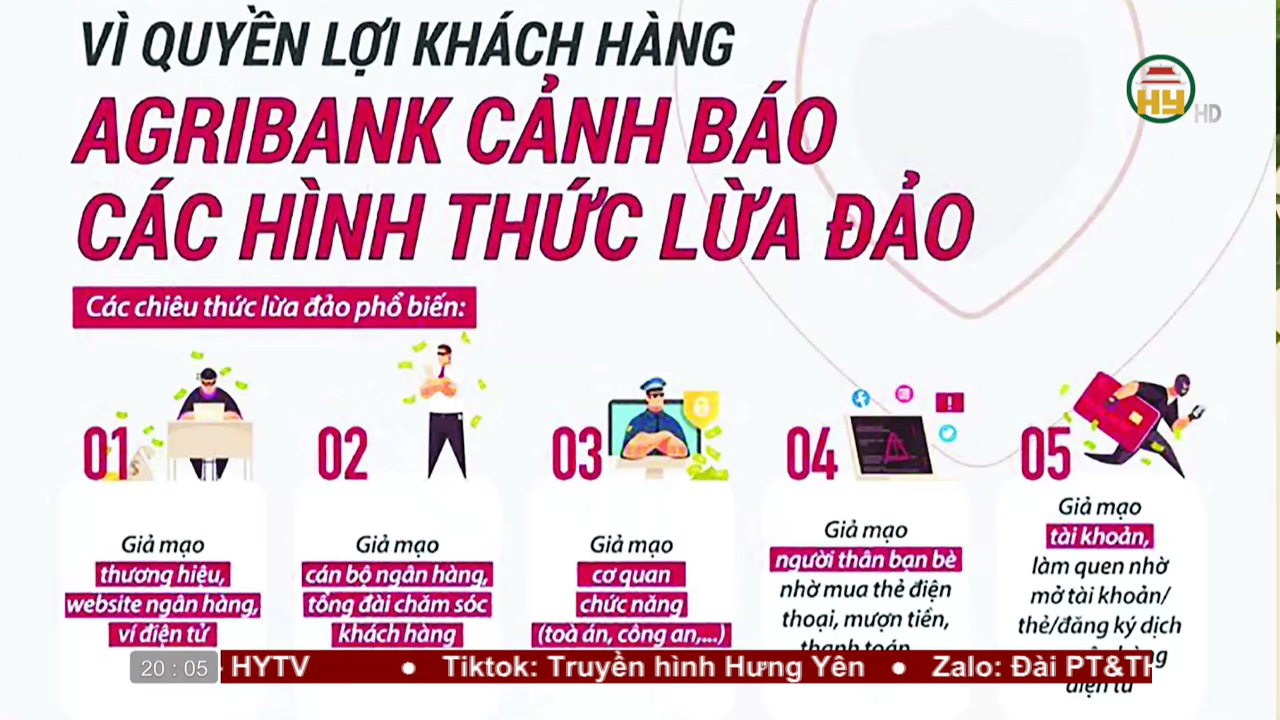 VÌ QUYỀN LỢI KHÁCH HÀNG
AGRIBANK CẢNH BÁO
CÁC HÌNH THỨC LỪA ĐẢO
HY HD
Các chiêu thức lừa đảo phổ biến:
01
Giả mạo
thương hiệu,
website ngân hàng,
ví điện tử
02
Giả mạo
cán bộ ngân hàng,
tổng đài chăm sóc
khách hàng
03
Giả mạo
cơ quan
chức năng
(toà án, công an,...)
04
Giả mạo
người thân bạn bè
nhờ mua thẻ điện
thoại, mượn tiền,
thanh toán
05
Giả mạo
tài khoản,
làm quen nhờ
mở tài khoản/
thẻ/đăng ký dịch
điện tử
20 : 05 HYTV • Tiktok: Truyền hình Hưng Yên • Zalo: Đài PT&TH